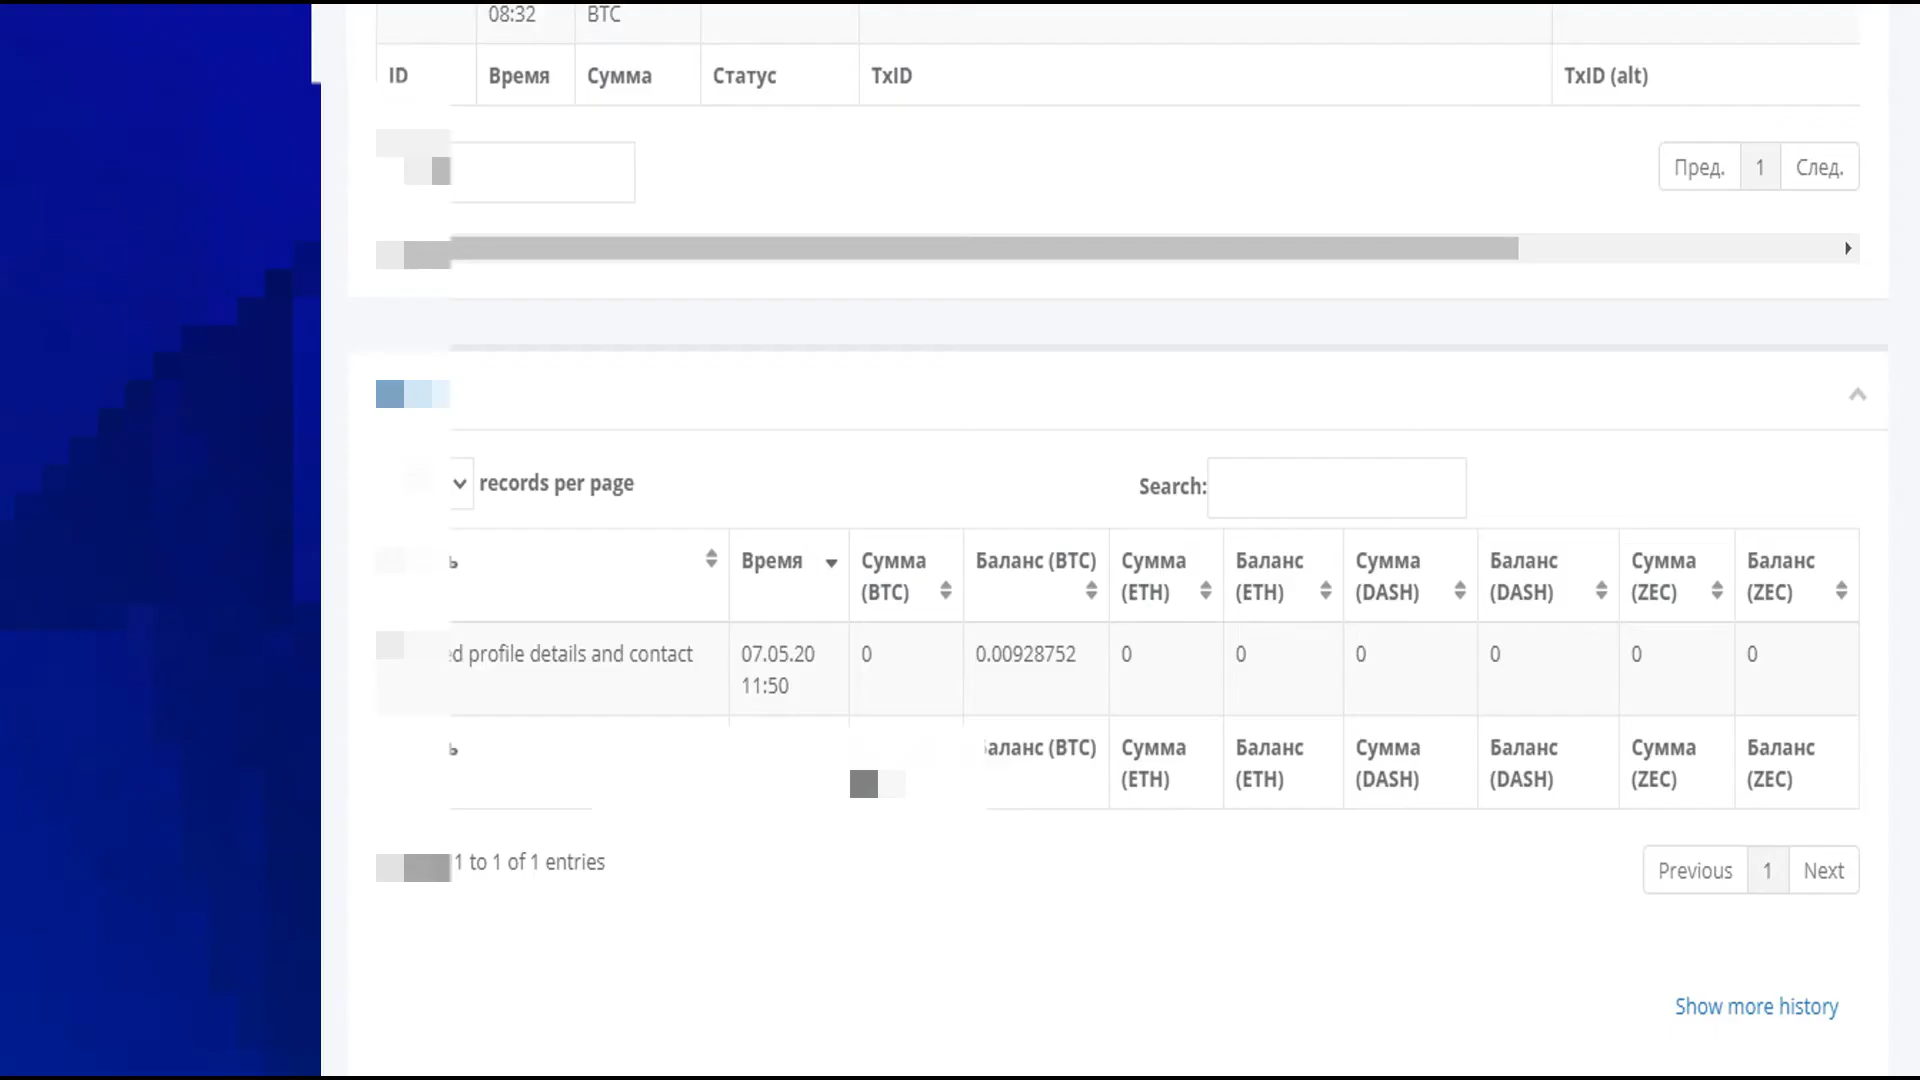 08:32 BTC
ID Время Сумма Статус TxID TxID (alt)
Пред. 1 След.
records per page Search:
Время Сумма (BTC) Баланс (BTC) Сумма (ETH) Баланс (ETH) Сумма (DASH) Баланс (DASH) Сумма (ZEC) Баланс (ZEC)
profile details and contact 07.05.20 0 0.00928752 0 0 0 0 0 0
11:50
(BTC) Сумма Баланс Сумма Баланс Сумма Баланс
(ETH) (ETH) (DASH) (DASH) (ZEC) (ZEC)
1 to 1 of 1 entries
Previous 1 Next
Show more history